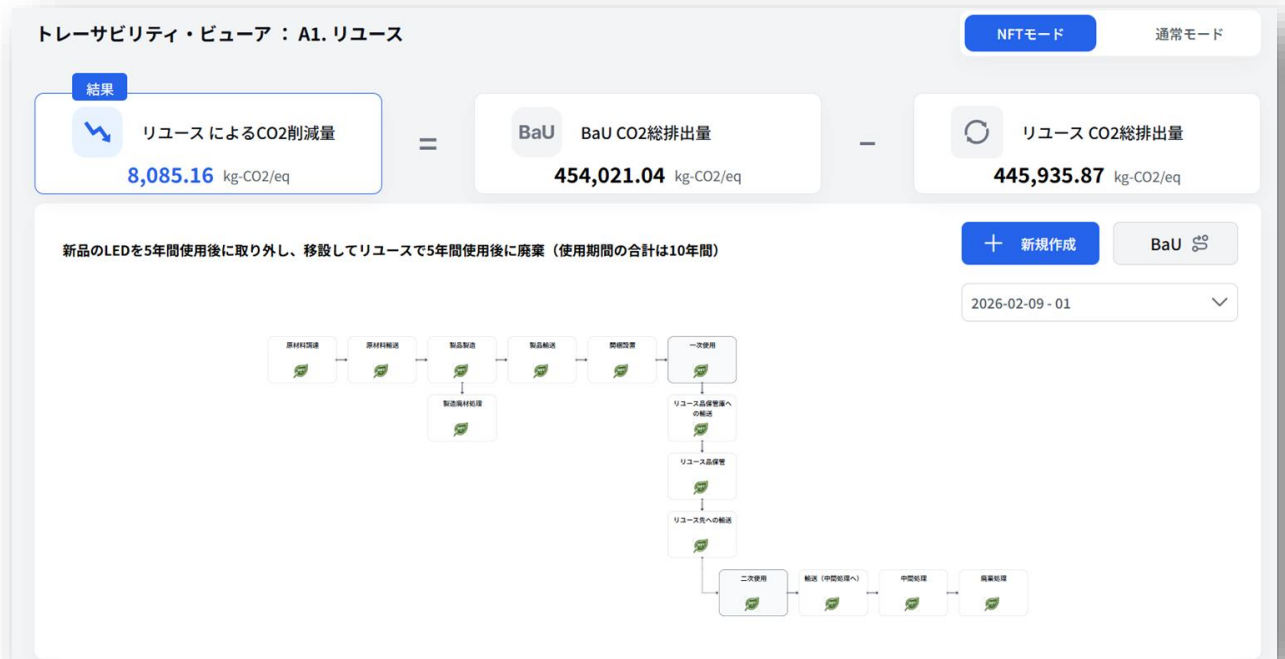 トレーサビリティ・ビューア : A1. リユース
NFTモード
通常モード
結果
リユース によるCO2削減量
8,085.16 kg-CO2/eq
=
BaU
BaU CO2総排出量
454,021.04 kg-CO2/eq
−
リユース CO2総排出量
445,935.87 kg-CO2/eq
新品のLEDを5年間使用後に取り外し、移設してリユースで5年間使用後に廃棄（使用期間の合計は10年間）
＋ 新規作成
BaU
2026-02-09 - 01
原材料調達
原材料輸送
製品製造
製品輸送
開梱設置
一次使用
製造廃材処理
リユース品保管庫へ
の輸送
リユース品保管
リユース先への輸送
二次使用
輸送（中間処理へ）
中間処理
廃棄処理